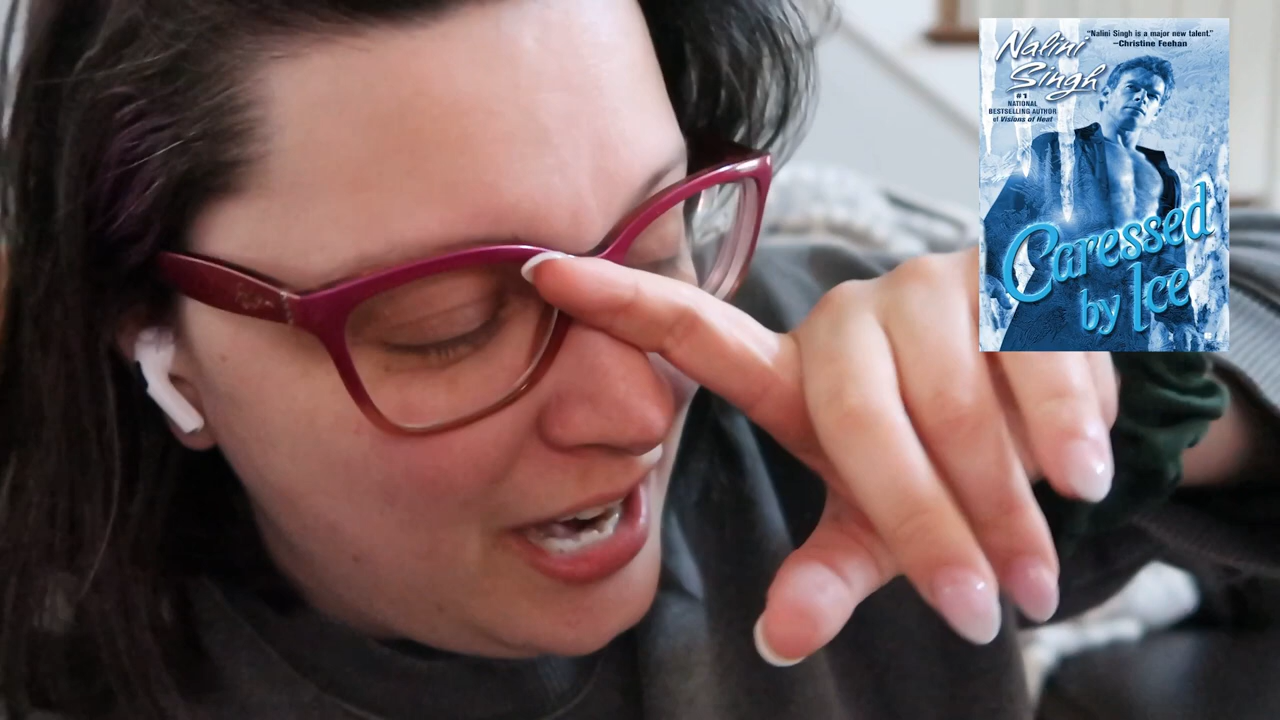 Nalini
Singh
"Nalini Singh is a major new talent."
—Christine Feehan
#1
NATIONAL
BESTSELLING AUTHOR
of Visions of Heat
Caressed
by Ice